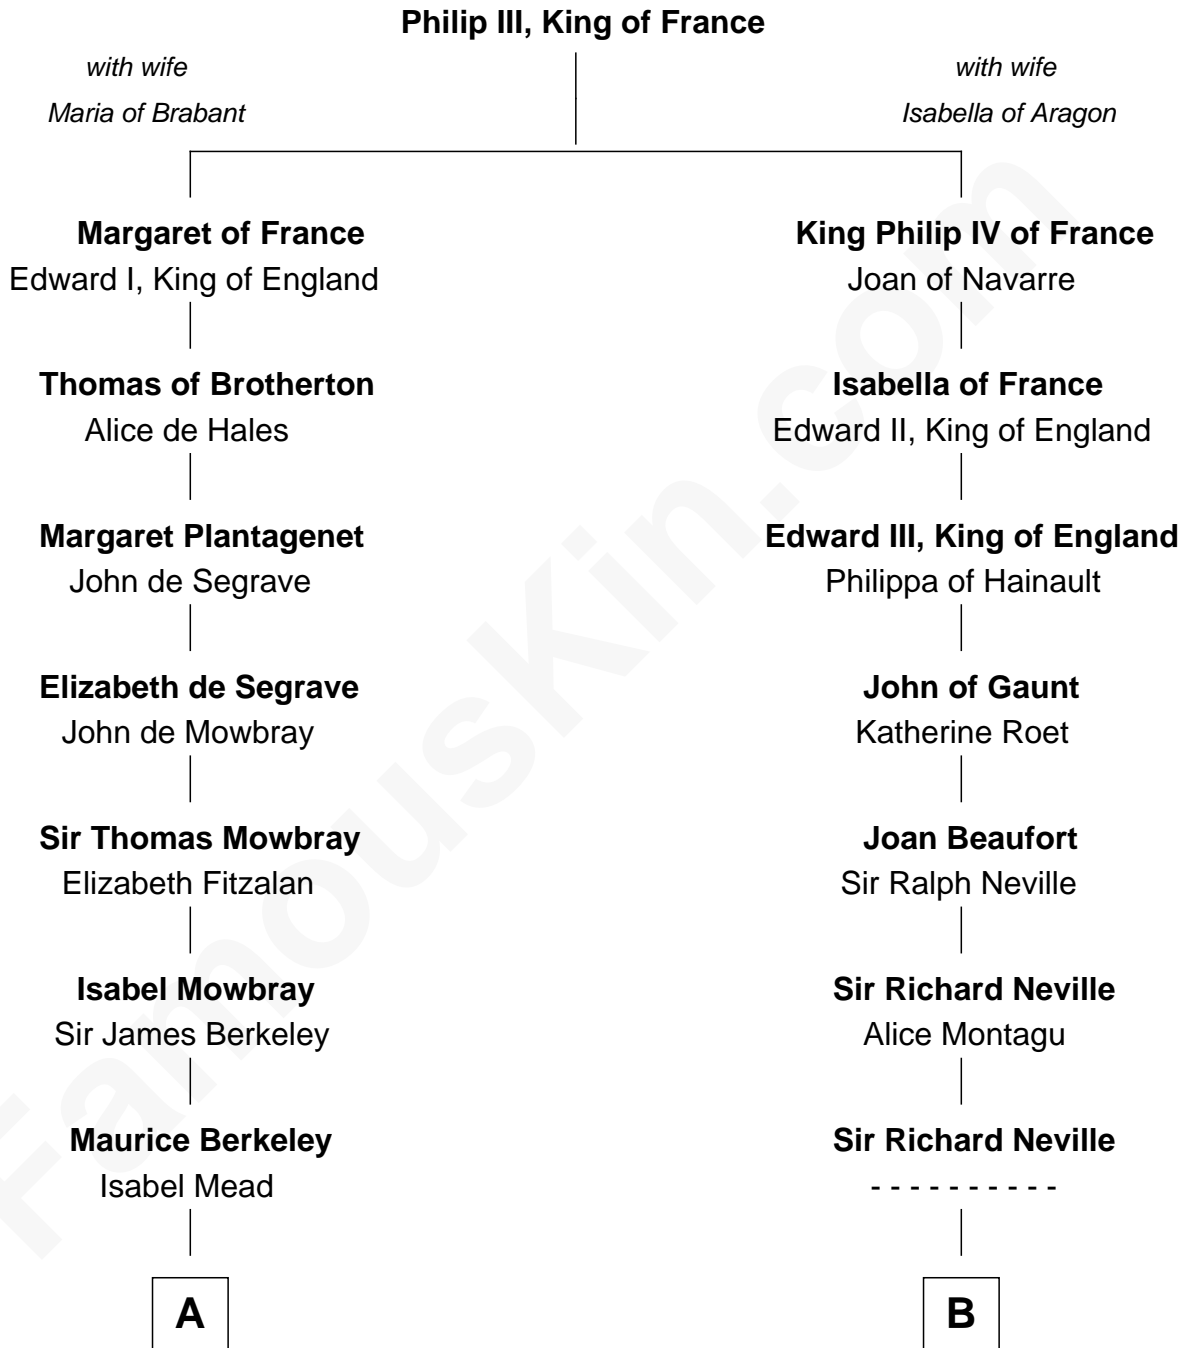 Philip III, King of France
with wife
Maria of Brabant
with wife
Isabella of Aragon
Margaret of France
Edward I, King of England
King Philip IV of France
Joan of Navarre
Thomas of Brotherton
Alice de Hales
Isabella of France
Edward II, King of England
Margaret Plantagenet
John de Segrave
Edward III, King of England
Philippa of Hainault
Elizabeth de Segrave
John de Mowbray
John of Gaunt
Katherine Roet
Sir Thomas Mowbray
Elizabeth Fitzalan
Joan Beaufort
Sir Ralph Neville
Isabel Mowbray
Sir James Berkeley
Sir Richard Neville
Alice Montagu
Maurice Berkeley
Isabel Mead
Sir Richard Neville
- - - - - - - - - -
A
B
FamousKin.com